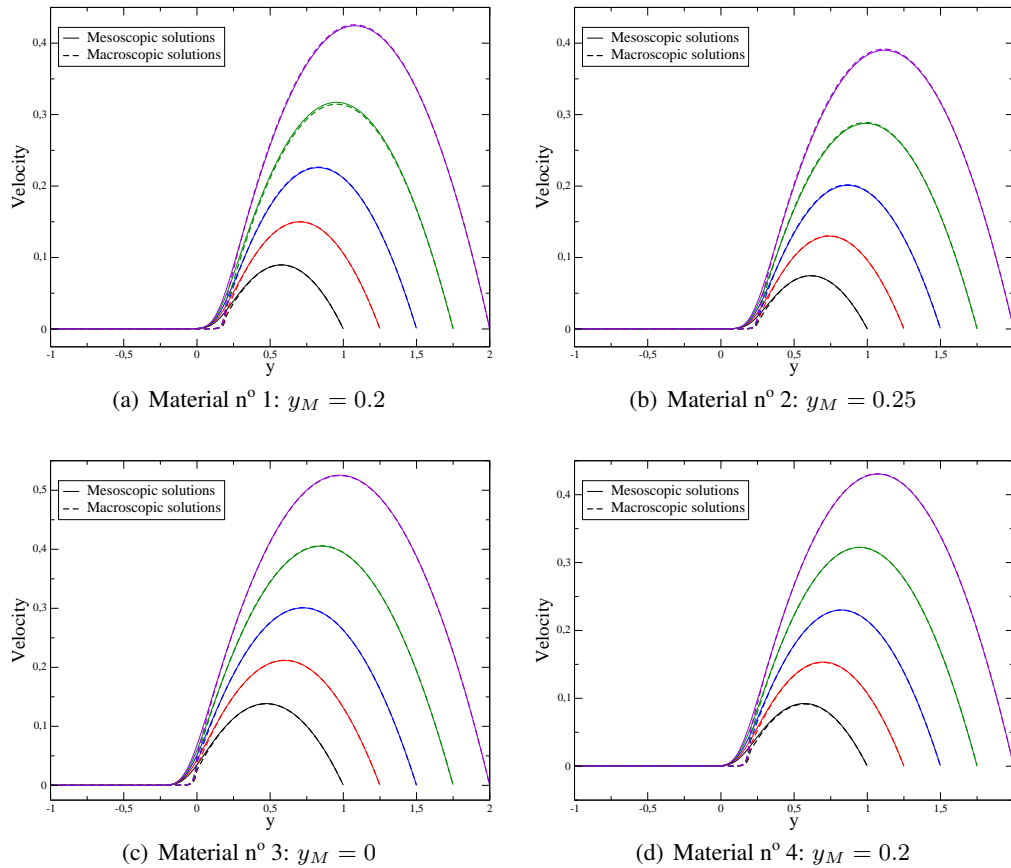 0,4
0,3
0,2
0,1
0
Velocity
Mesoscopic solutions
Macroscopic solutions
-1 -0,5 0 0,5 1 1,5 2
y
(a) Material nº 1: y_M = 0.2
0,4
0,3
0,2
0,1
0
Velocity
Mesoscopic solutions
Macroscopic solutions
-1 -0,5 0 0,5 1 1,5
y
(b) Material nº 2: y_M = 0.25
0,5
0,4
0,3
0,2
0,1
0
Velocity
Mesoscopic solutions
Macroscopic solutions
-1 -0,5 0 0,5 1 1,5 2
y
(c) Material nº 3: y_M = 0
0,4
0,3
0,2
0,1
0
Velocity
Mesoscopic solutions
Macroscopic solutions
-1 -0,5 0 0,5 1 1,5
y
(d) Material nº 4: y_M = 0.2